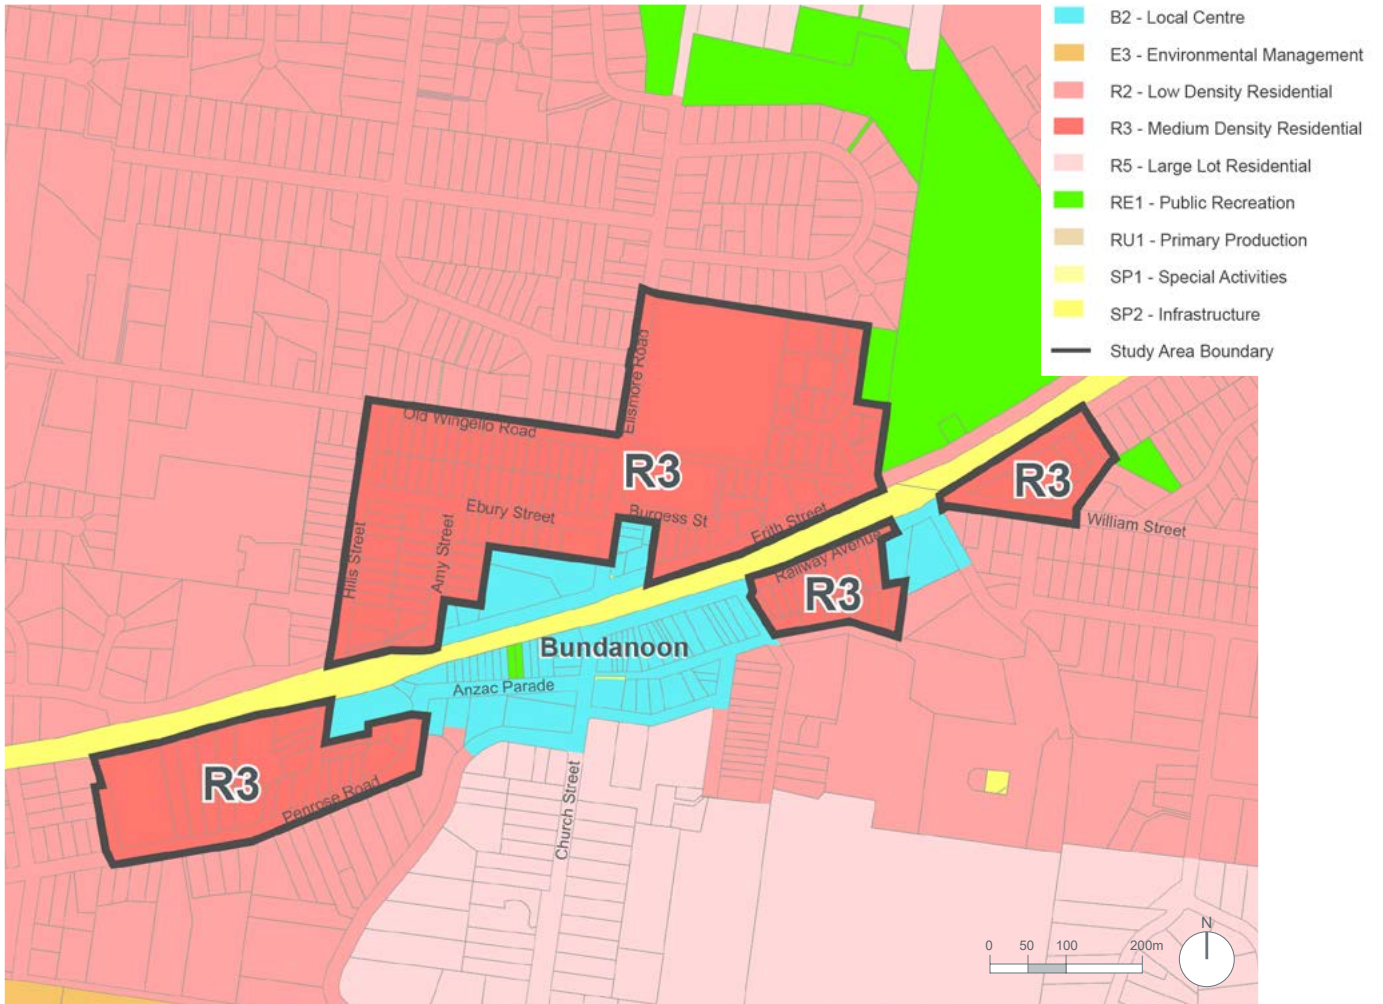 B2 - Local Centre
E3 - Environmental Management
R2 - Low Density Residential
R3 - Medium Density Residential
R5 - Large Lot Residential
RE1 - Public Recreation
RU1 - Primary Production
SP1 - Special Activities
SP2 - Infrastructure
Study Area Boundary
Ellsmore Road
Old Wingello Road
R3
R3
Ebury Street
Burgess St
Erith Street
William Street
Hills Street
Amy Street
Railway Avenue
R3
Bundanoon
Anzac Parade
R3
Penrose Road
Church Street
N
0 50 100 200m